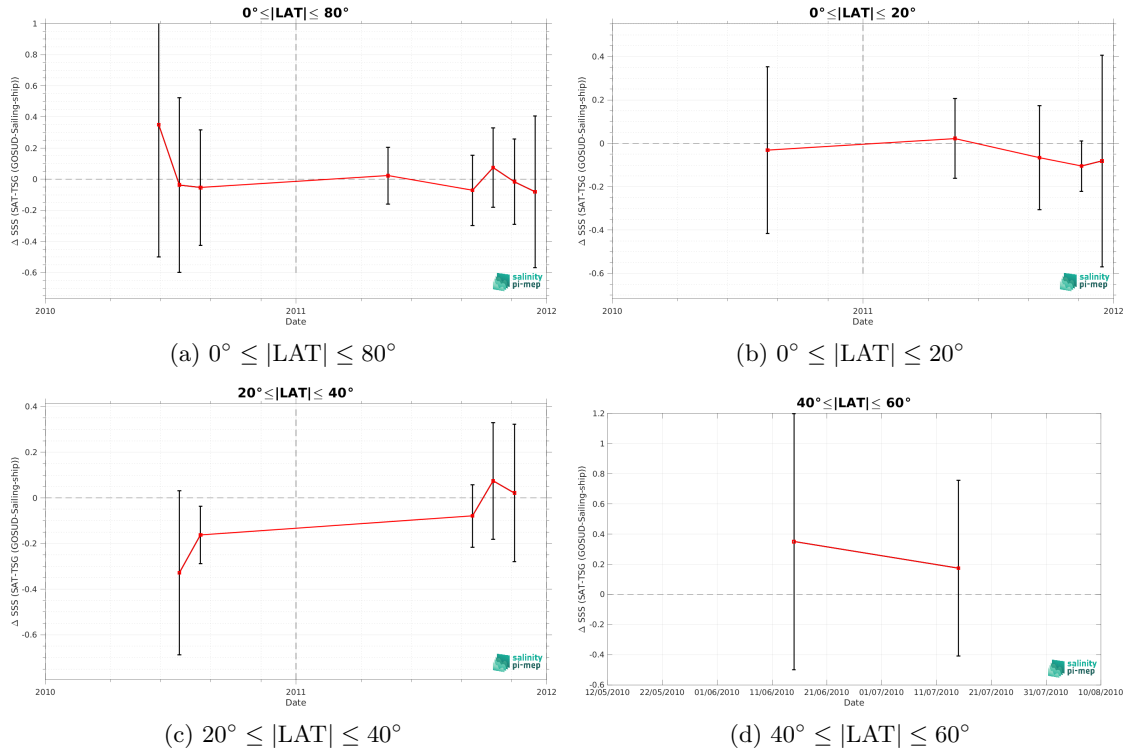 0°≤|LAT|≤ 80°
1
0.8
0.6
0.4
0.2
0
-0.2
-0.4
-0.6
Δ SSS (SAT-TSG (GOSUD-Sailing-ship))
2010
2011
2012
Date
salinity
pi-mep
(a) 0° ≤ |LAT| ≤ 80°
0°≤|LAT|≤ 20°
0.4
0.2
0
-0.2
-0.4
-0.6
Δ SSS (SAT-TSG (GOSUD-Sailing-ship))
2010
2011
2012
Date
salinity
pi-mep
(b) 0° ≤ |LAT| ≤ 20°
20°≤|LAT|≤ 40°
0.4
0.2
0
-0.2
-0.4
-0.6
Δ SSS (SAT-TSG (GOSUD-Sailing-ship))
2010
2011
2012
Date
salinity
pi-mep
(c) 20° ≤ |LAT| ≤ 40°
40°≤|LAT|≤ 60°
1.2
1
0.8
0.6
0.4
0.2
0
-0.2
-0.4
-0.6
Δ SSS (SAT-TSG (GOSUD-Sailing-ship))
12/05/2010 22/05/2010 01/06/2010 11/06/2010 21/06/2010 01/07/2010 11/07/2010 21/07/2010 31/07/2010 10/08/2010
Date
salinity
pi-mep
(d) 40° ≤ |LAT| ≤ 60°